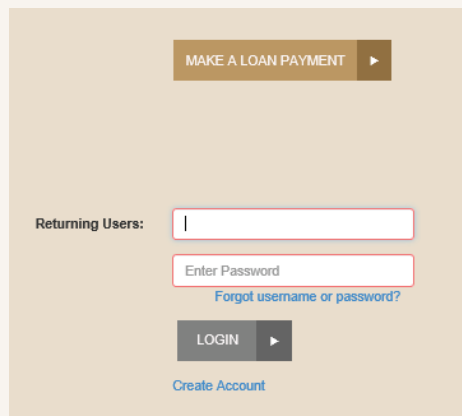 MAKE A LOAN PAYMENT
Returning Users:
Enter Password
Forgot username or password?
LOGIN
Create Account